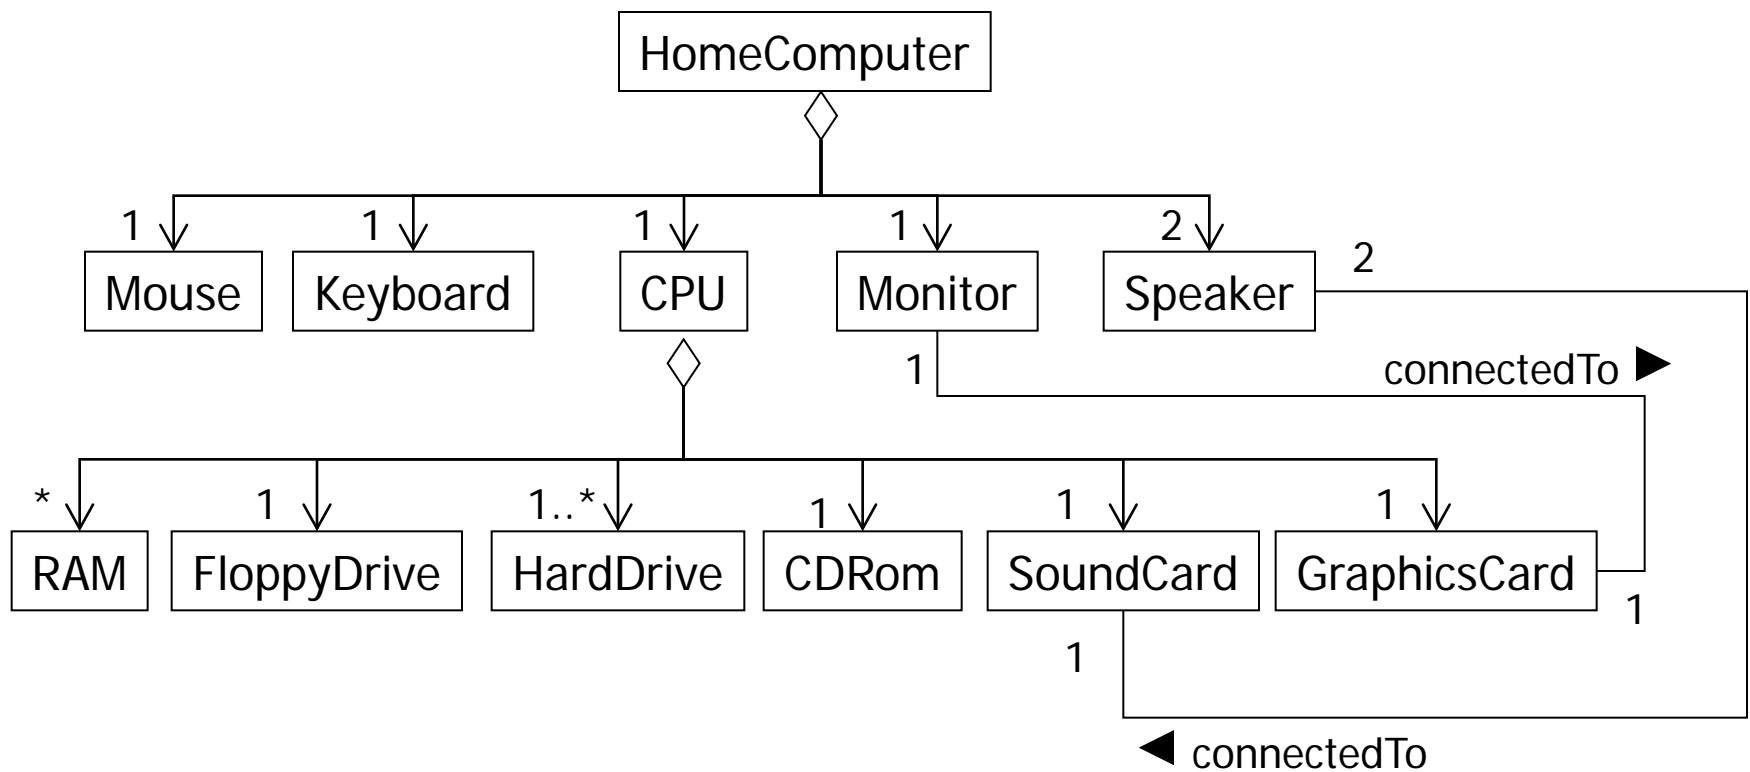 HomeComputer
1 1 1 1 2
2
Mouse Keyboard CPU Monitor Speaker
1
connectedTo ►
* 1 1..* 1 1 1
RAM FloppyDrive HardDrive CDRom SoundCard GraphicsCard
1
1
◄ connectedTo